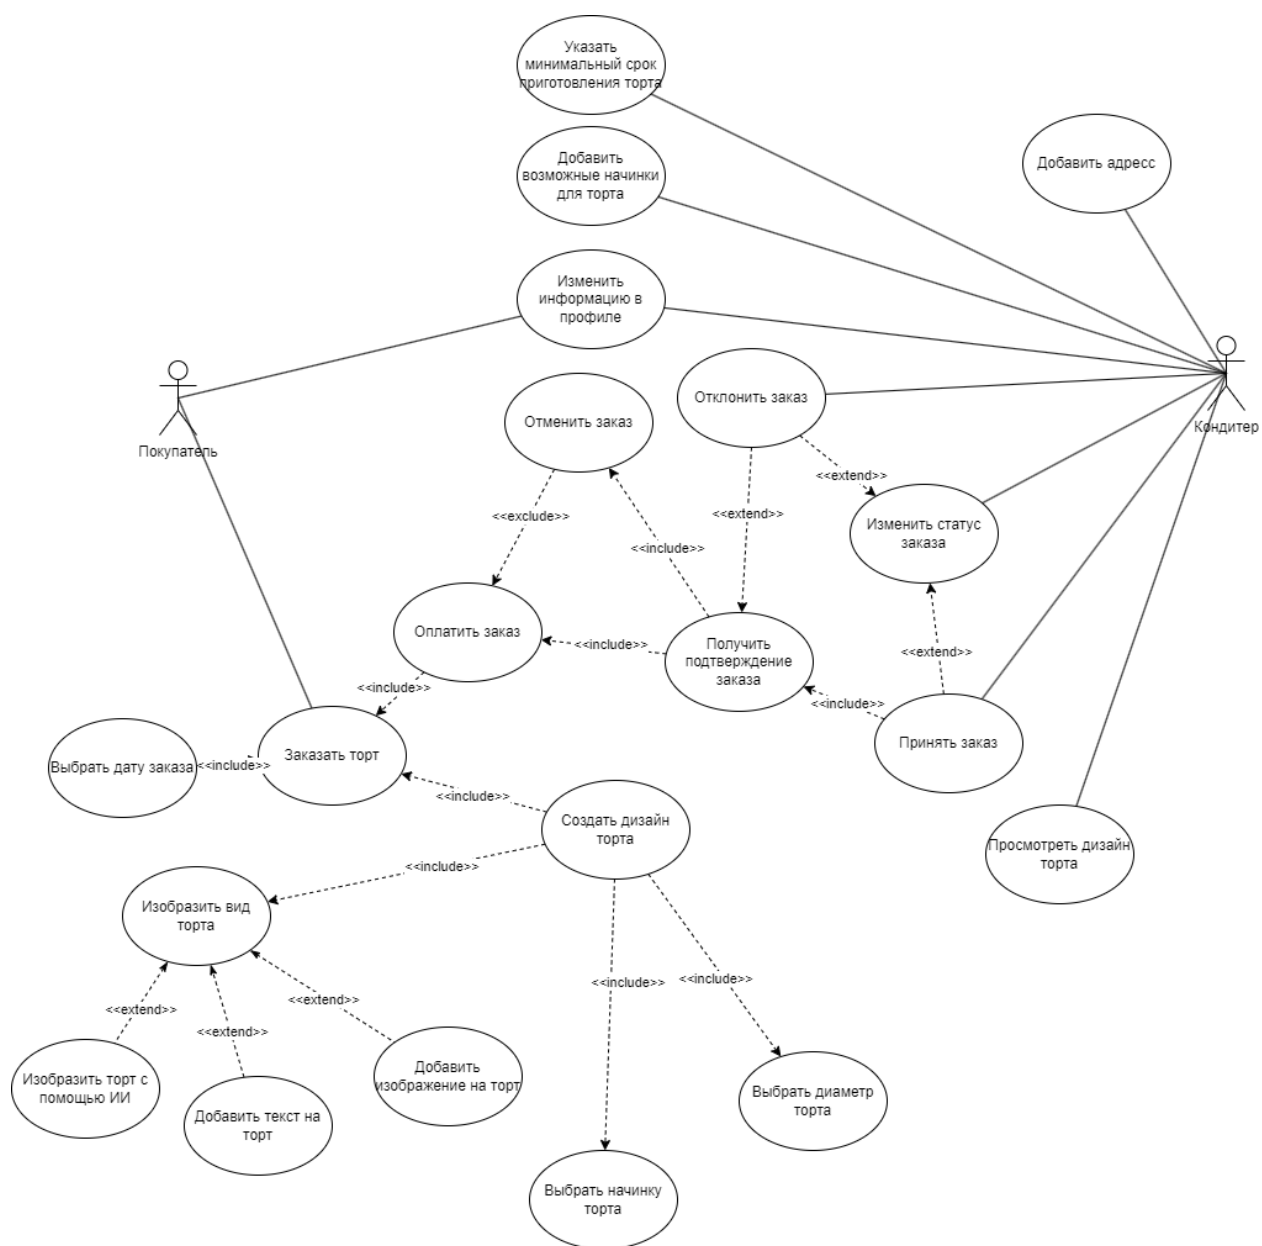 Указать
минимальный срок
приготовления торта
Добавить
возможные начинки
для торта
Добавить адресс
Изменить
информацию в
профиле
Отклонить заказ
Отменить заказ
Покупатель
Кондитер
<<extend>>
<<exclude>>
<<extend>>
Изменить статус
заказа
<<include>>
Оплатить заказ
<<include>>
Получить
подтверждение
заказа
<<extend>>
<<include>>
<<include>>
Принять заказ
Выбрать дату заказа
<<include>>
Заказать торт
<<include>>
Создать дизайн
торта
Просмотреть дизайн
торта
<<include>>
Изобразить вид
торта
<<include>>
<<include>>
<<extend>>
<<extend>>
<<extend>>
Изобразить торт с
помощью ИИ
Добавить текст на
торт
Добавить
изображение на торт
Выбрать диаметр
торта
Выбрать начинку
торта